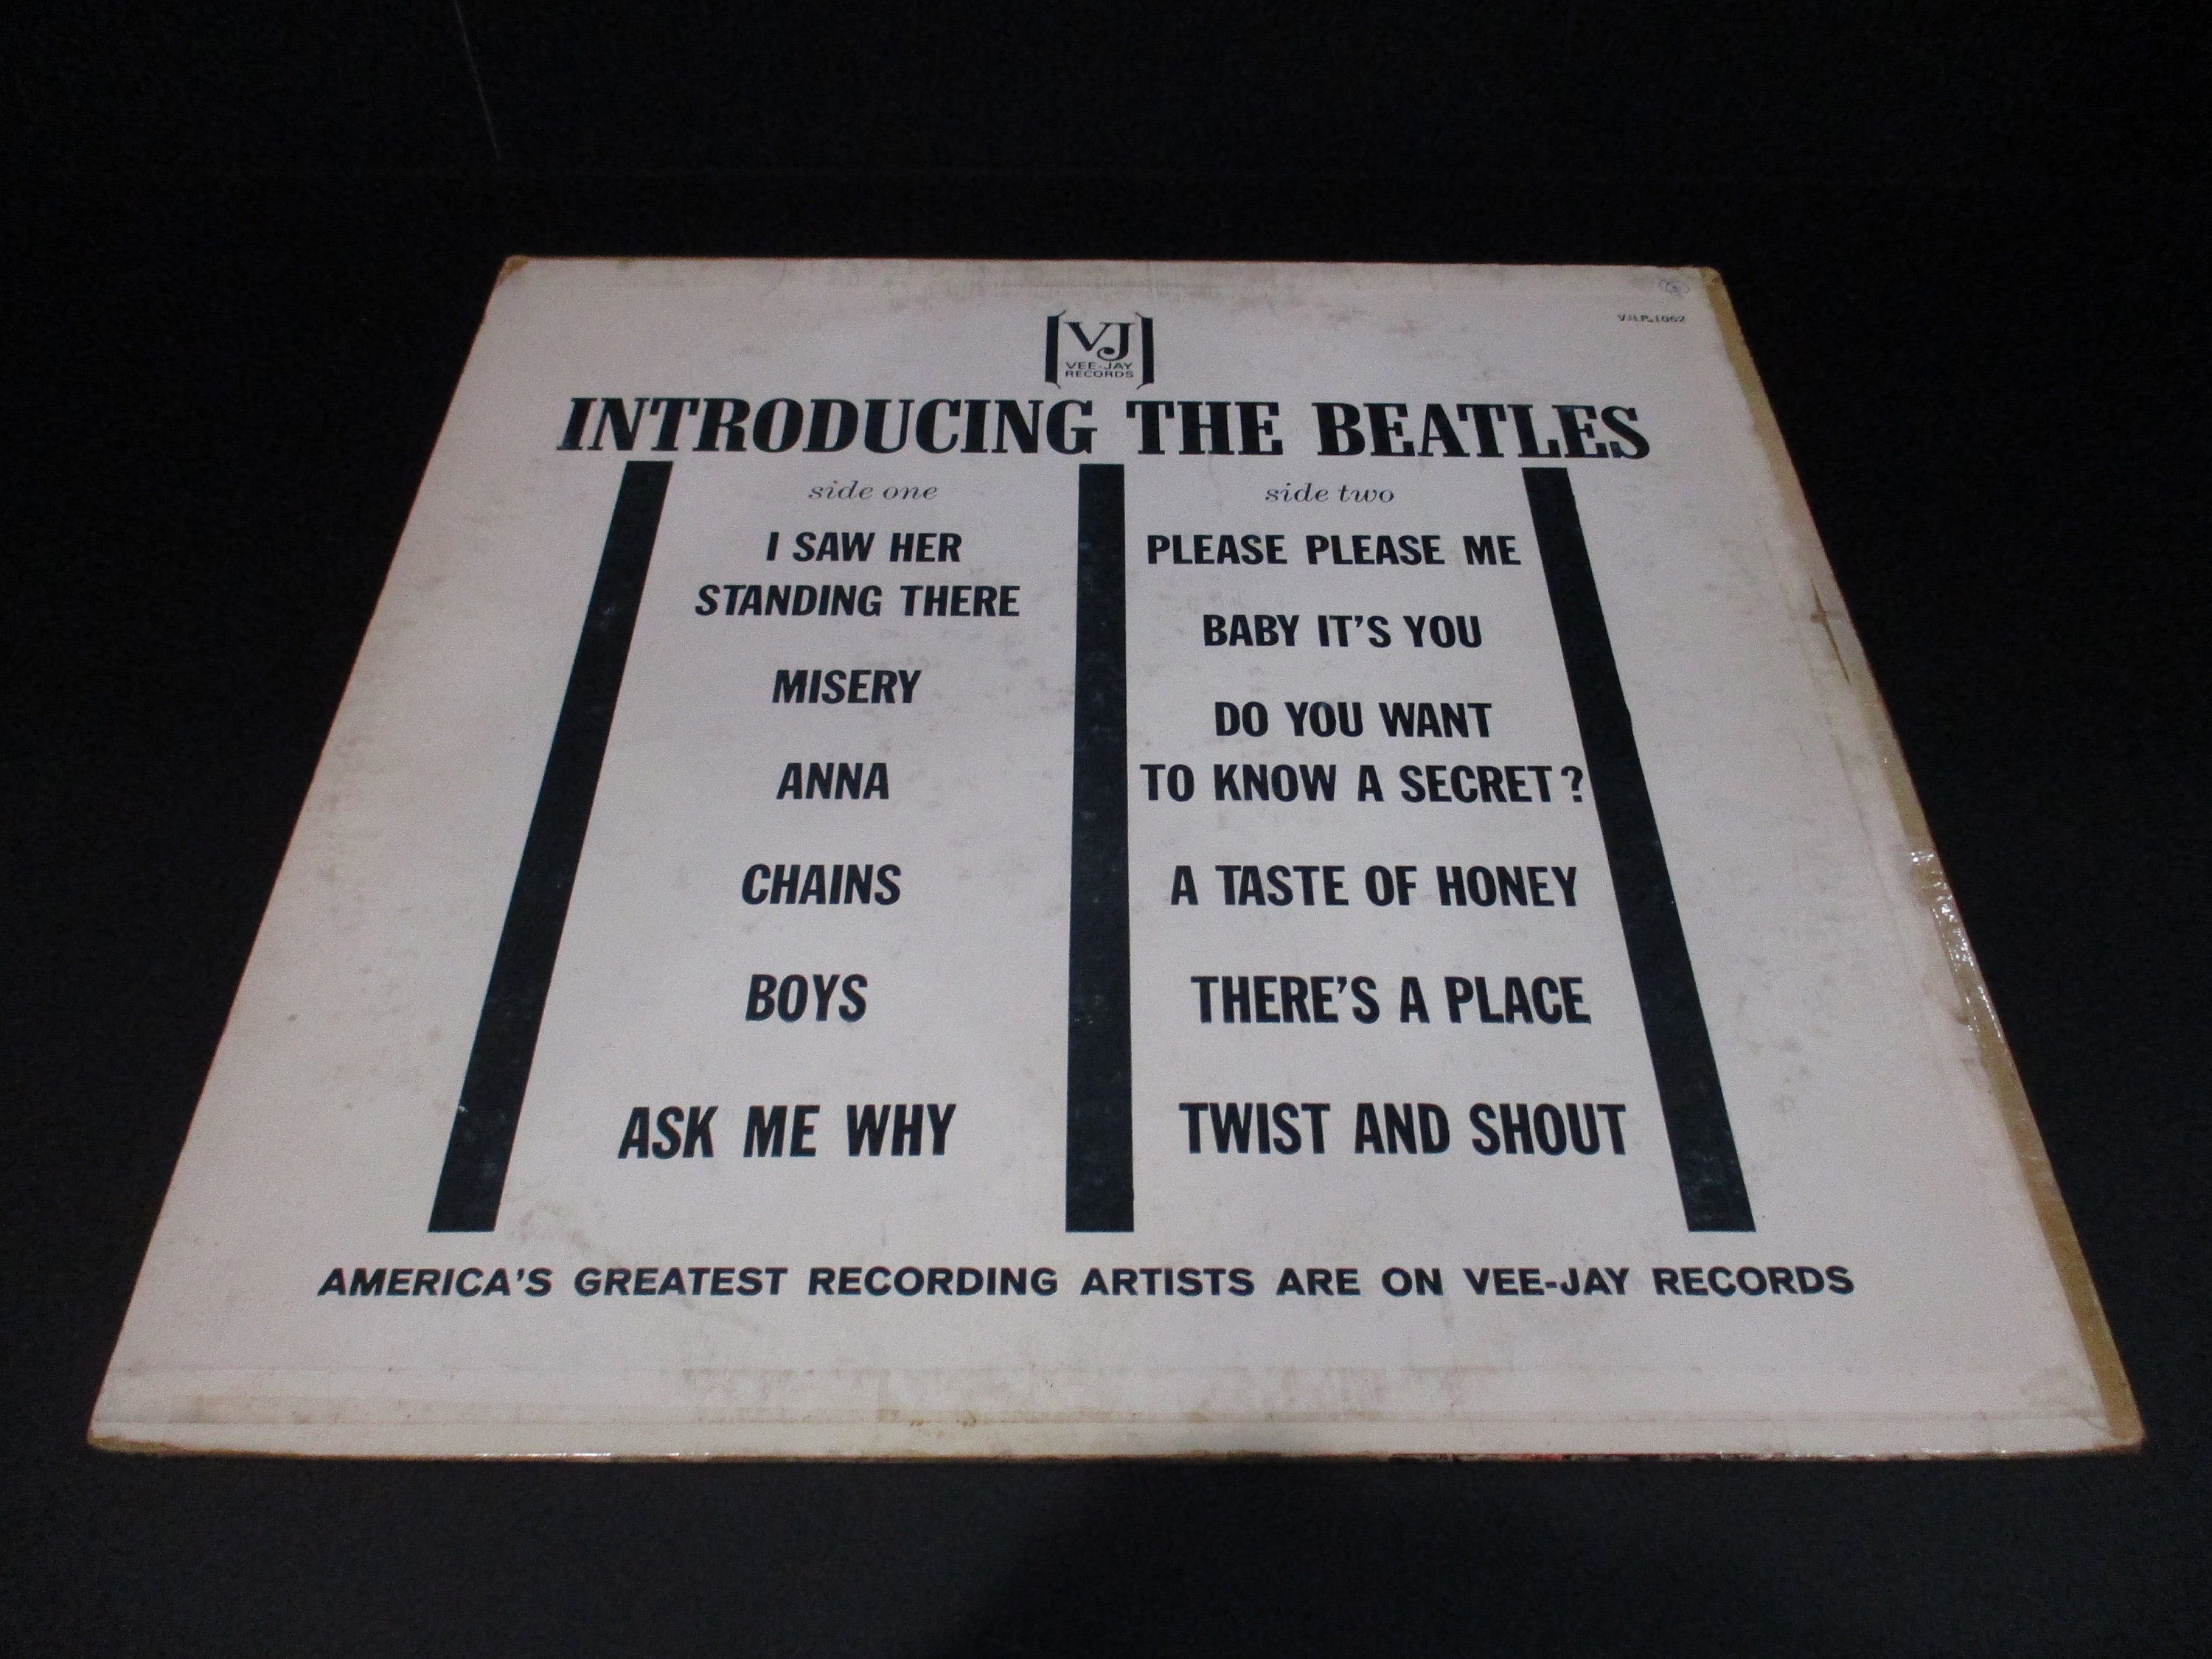 VJLP 1062
VJ
VEE-JAY
RECORDS
INTRODUCING THE BEATLES
side one
I SAW HER
STANDING THERE
MISERY
ANNA
CHAINS
BOYS
ASK ME WHY
side two
PLEASE PLEASE ME
BABY IT'S YOU
DO YOU WANT
TO KNOW A SECRET?
A TASTE OF HONEY
THERE'S A PLACE
TWIST AND SHOUT
AMERICA'S GREATEST RECORDING ARTISTS ARE ON VEE-JAY RECORDS